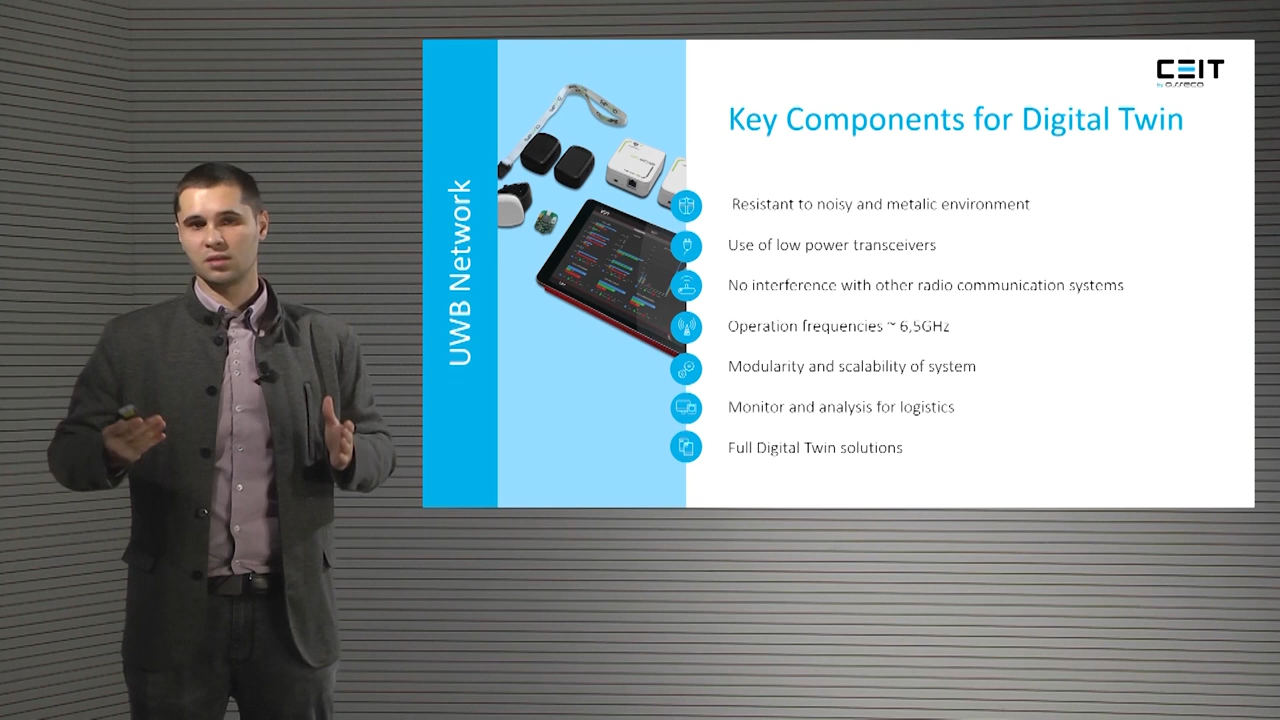 CEIT
by asseco
Key Components for Digital Twin
UWB Network
Resistant to noisy and metalic environment
Use of low power transceivers
No interference with other radio communication systems
Operation frequencies ~ 6,5GHz
Modularity and scalability of system
Monitor and analysis for logistics
Full Digital Twin solutions